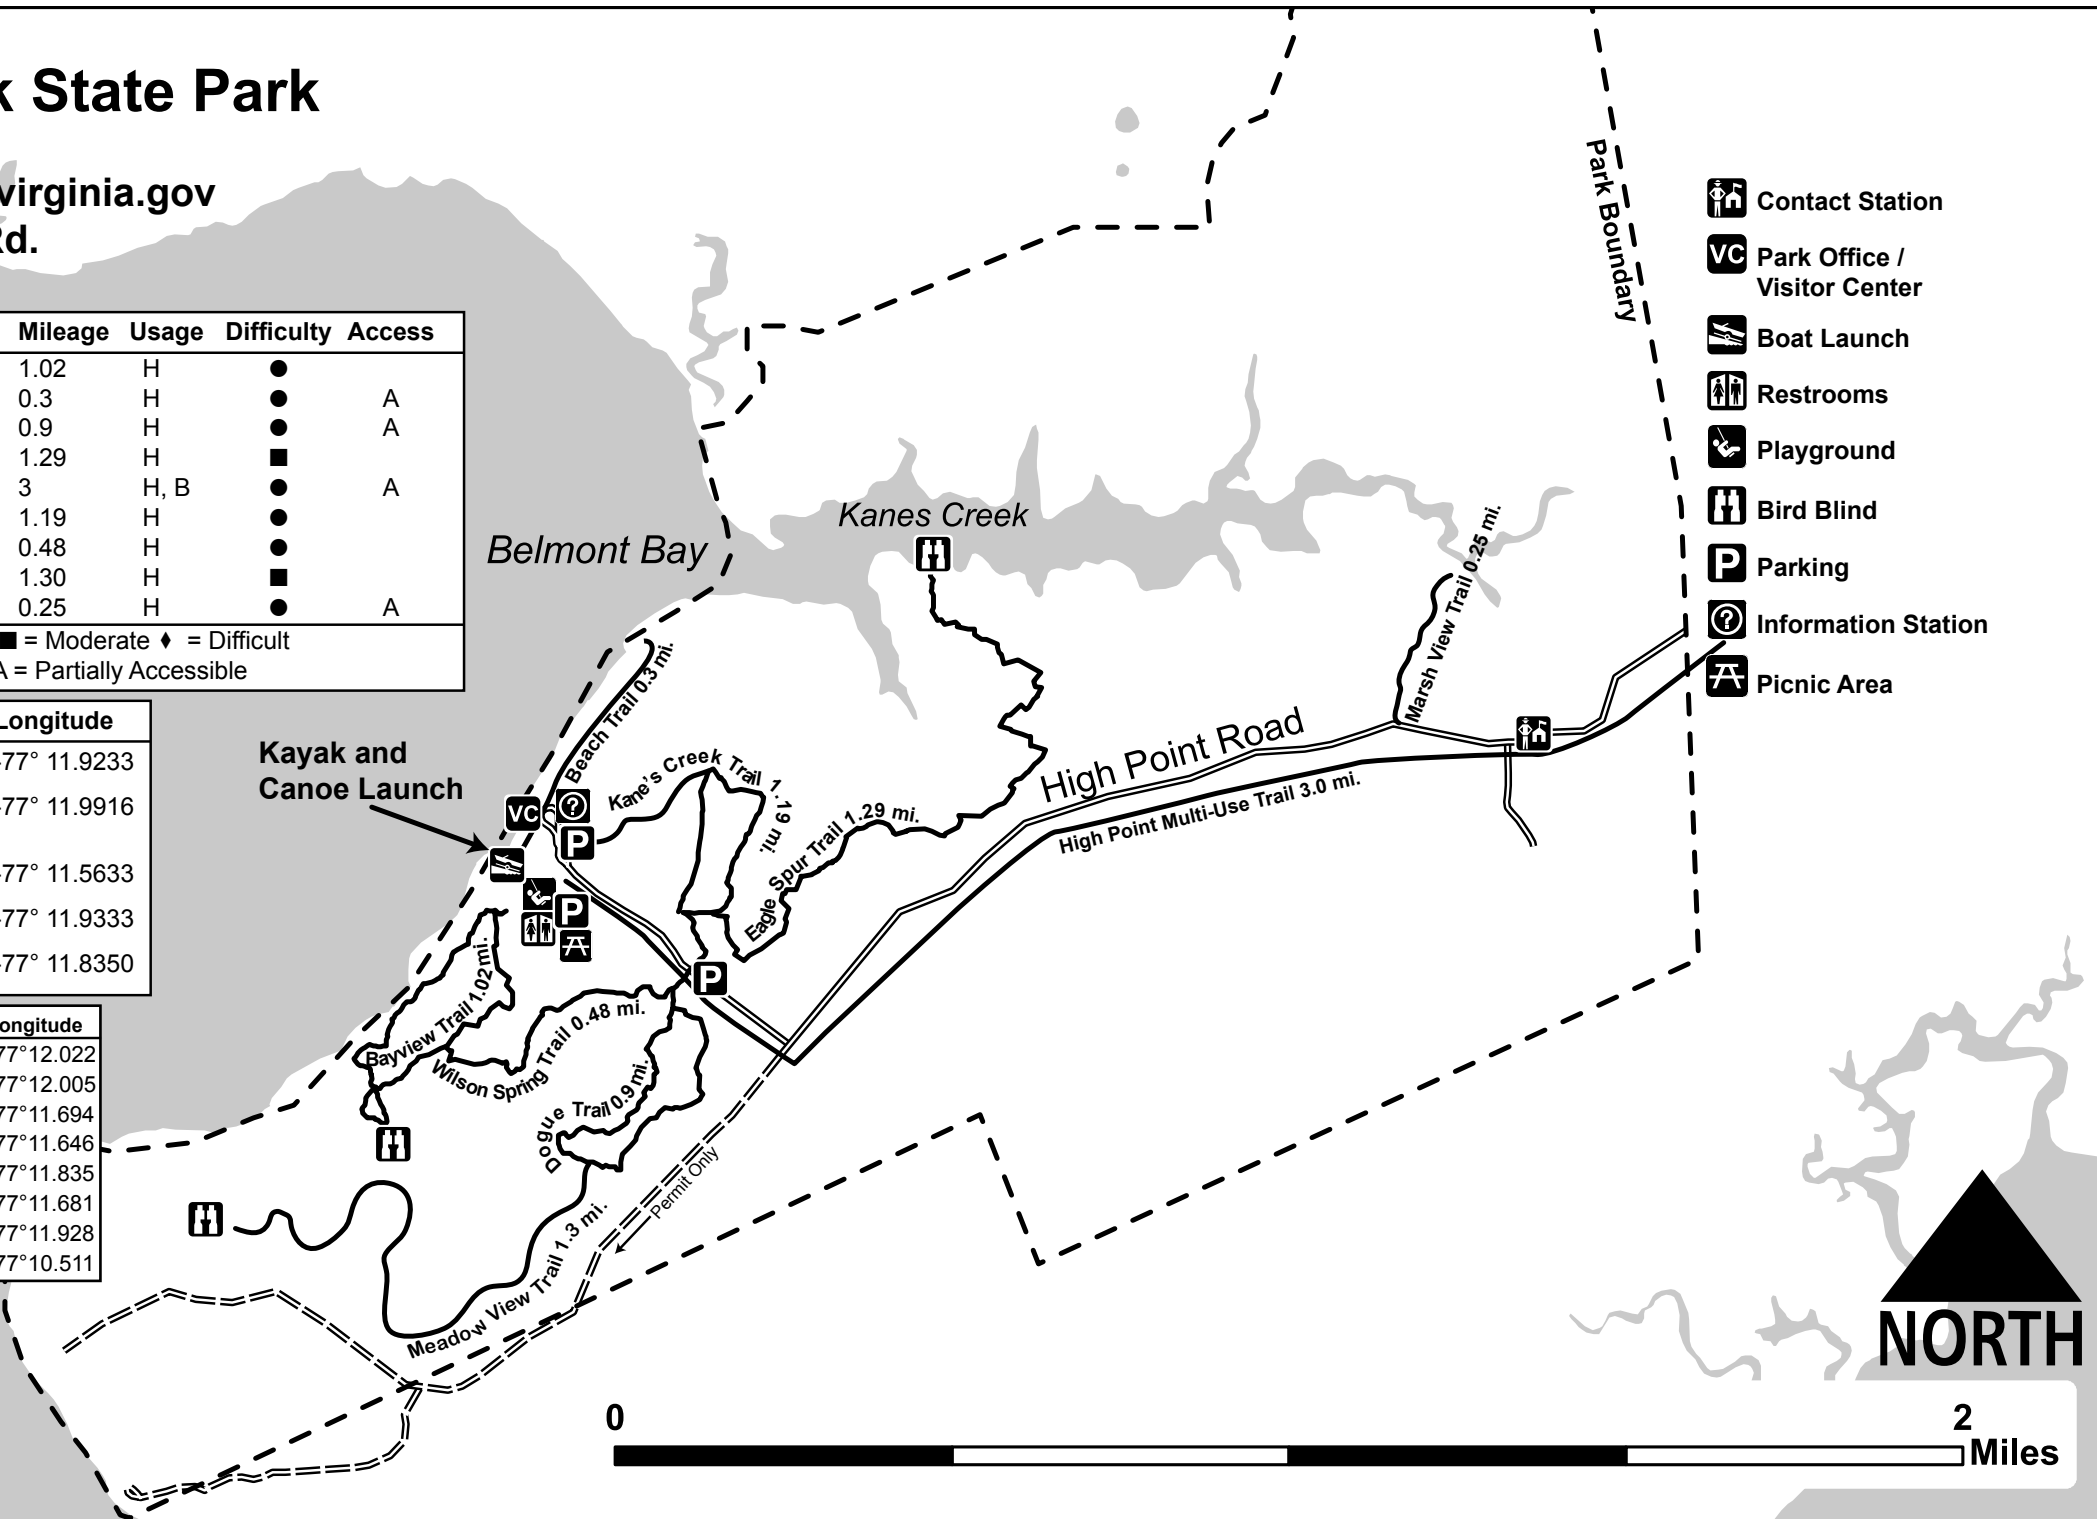 k State Park
virginia.gov
Rd.
Mileage Usage Difficulty Access
1.02 H ●
0.3 H ● A
0.9 H ● A
1.29 H ■
3 H, B ● A
1.19 H ●
0.48 H ●
1.30 H ■
0.25 H ● A
■ = Moderate ♦ = Difficult
A = Partially Accessible
Longitude
-77° 11.9233
-77° 11.9916
-77° 11.5633
-77° 11.9333
-77° 11.8350
ongitude
77°12.022
77°12.005
77°11.694
77°11.646
77°11.835
77°11.681
77°11.928
77°10.511
Belmont Bay
Kanes Creek
Kayak and
Canoe Launch
Beach Trail 0.3 mi.
Kane's Creek Trail 1.19 mi.
Eagle Spur Trail 1.29 mi.
High Point Road
High Point Multi-Use Trail 3.0 mi.
Marsh View Trail 0.25 mi.
Park Boundary
VC
?
P
P
P
Bayview Trail 1.02 mi.
Wilson Spring Trail 0.48 mi.
Dogue Trail 0.9 mi.
Meadow View Trail 1.3 mi.
Permit Only
Contact Station
VC Park Office /
Visitor Center
Boat Launch
Restrooms
Playground
Bird Blind
P Parking
? Information Station
Picnic Area
NORTH
0 2
Miles